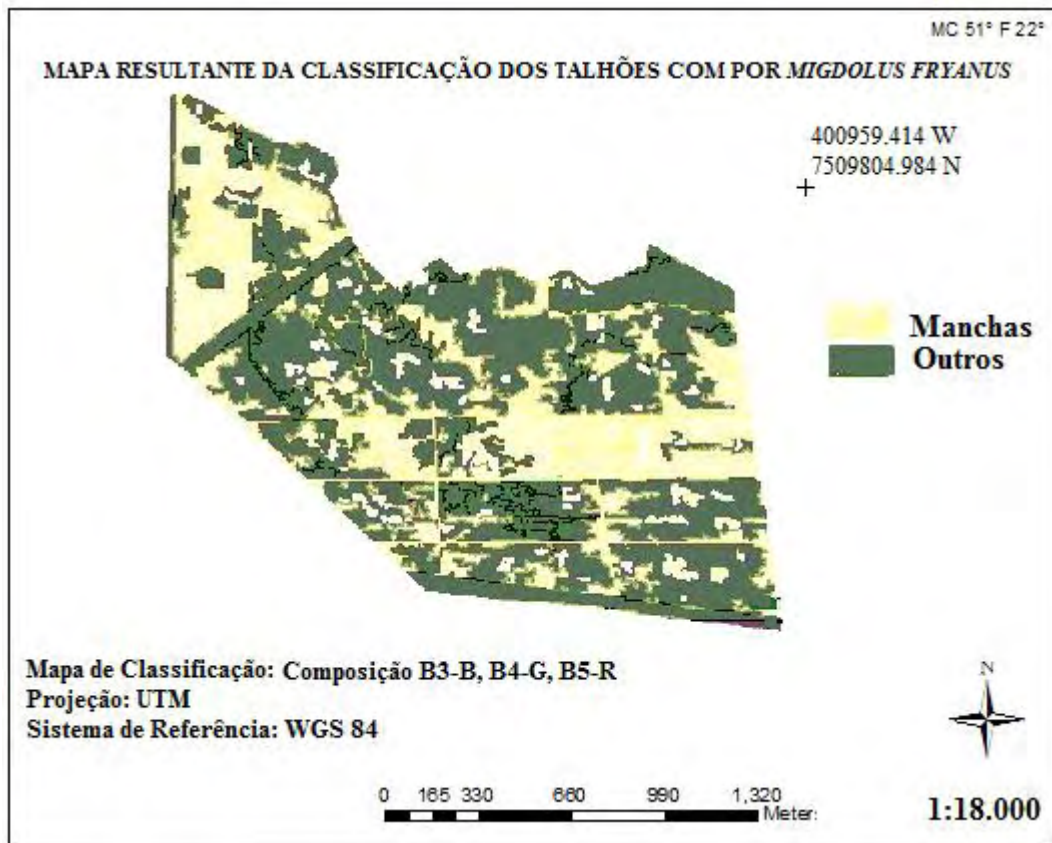 MC 51° F 22°
MAPA RESULTANTE DA CLASSIFICAÇÃO DOS TALHÕES COM POR MIGDOLUS FRYANUS
400959.414 W
7509804.984 N
Manchas
Outros
Mapa de Classificação: Composição B3-B, B4-G, B5-R
Projeção: UTM
Sistema de Referência: WGS 84
N
0 165 330 660 990 1,320
Meter:
1:18.000